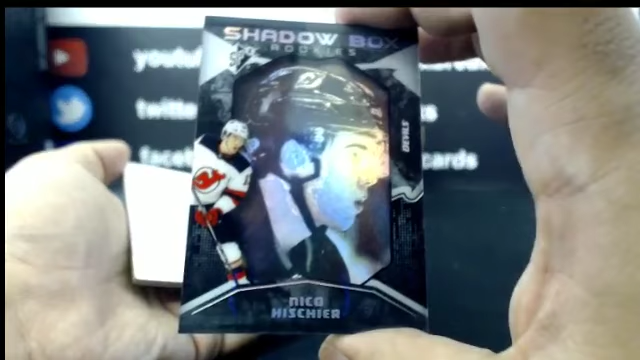 SHADOW BOX
ROOKIES
DEVILS
NICO
HISCHIER
youtu
twitte
faceb
cards